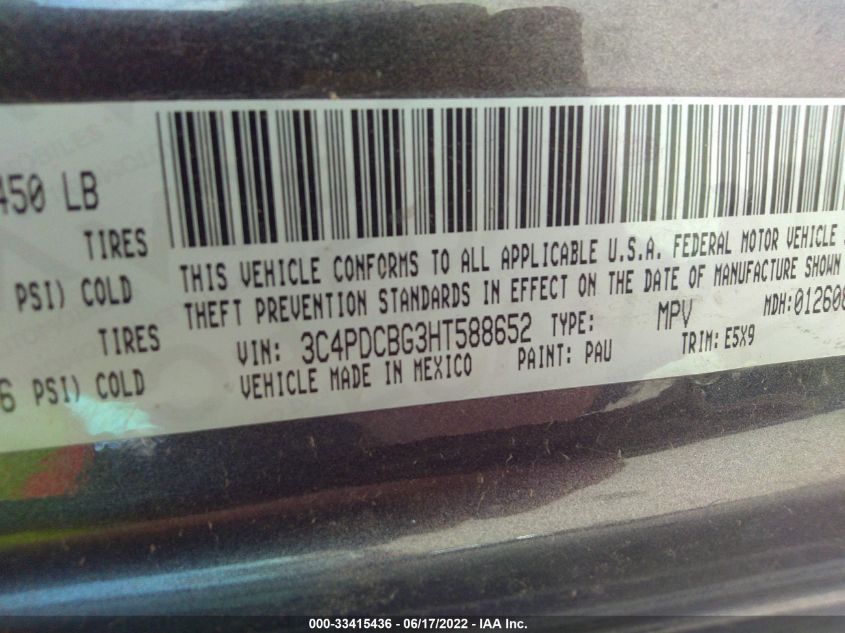 450 LB
TIRES
PSI) COLD
TIRES
6 PSI) COLD
THIS VEHICLE CONFORMS TO ALL APPLICABLE U.S.A. FEDERAL MOTOR VEHICLE
THEFT PREVENTION STANDARDS IN EFFECT ON THE DATE OF MANUFACTURE SHOWN
VIN: 3C4PDCBG3HT588652 TYPE: MPV MDH:012608
VEHICLE MADE IN MEXICO PAINT: PAU TRIM: E5X9
000-33415436 - 06/17/2022 - IAA Inc.